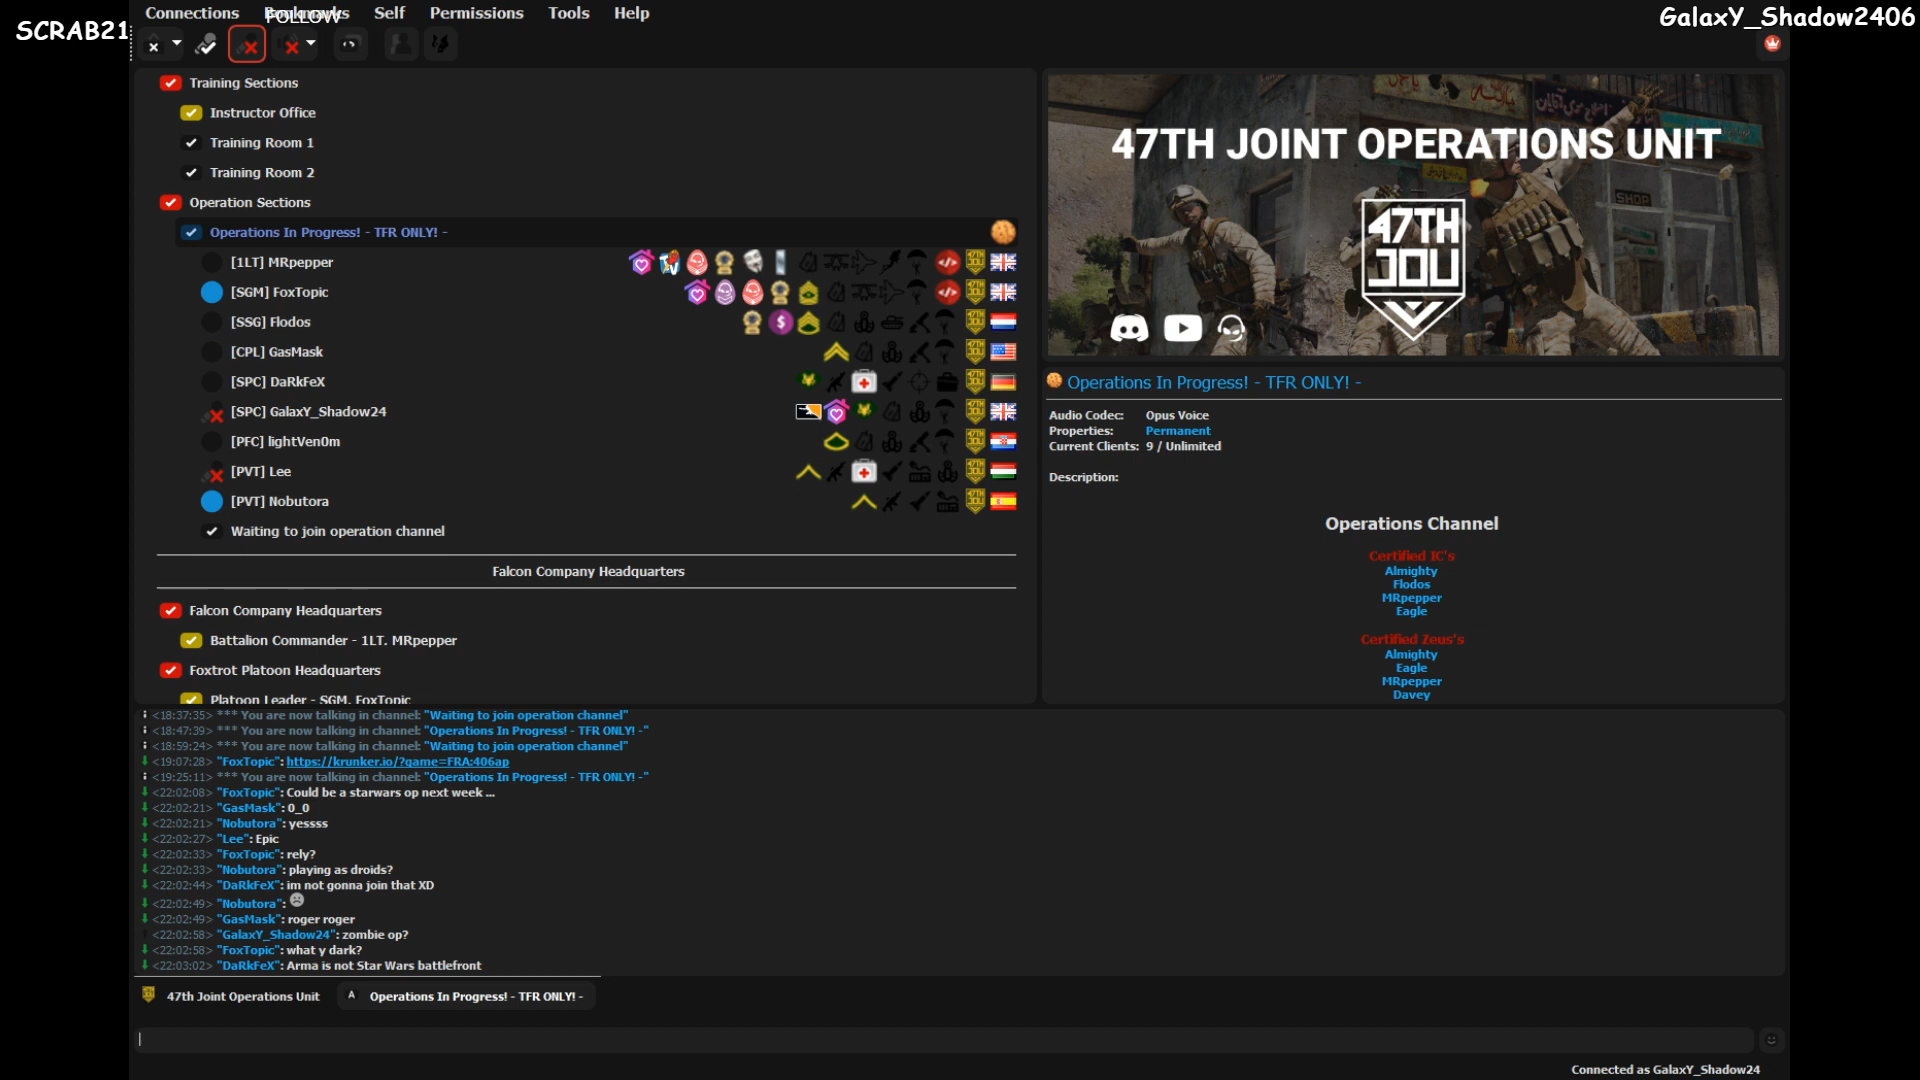 SCRAB21
FOLLOW
GalaxY_Shadow2406
Connections Bookmarks Self Permissions Tools Help
Training Sections
Instructor Office
Training Room 1
Training Room 2
Operation Sections
Operations In Progress! - TFR ONLY! -
[1LT] MRpepper
[SGM] FoxTopic
[SSG] Flodos
[CPL] GasMask
[SPC] DaRkFeX
[SPC] GalaxY_Shadow24
[PFC] lightVen0m
[PVT] Lee
[PVT] Nobutora
Waiting to join operation channel
Falcon Company Headquarters
Falcon Company Headquarters
Battalion Commander - 1LT. MRpepper
Foxtrot Platoon Headquarters
Platoon Leader - SGM. FoxTopic
47TH JOINT OPERATIONS UNIT
SHOP
47TH
JOU
Operations In Progress! - TFR ONLY! -
Audio Codec: Opus Voice
Properties: Permanent
Current Clients: 9 / Unlimited
Description:
Operations Channel
Certified IC's
Almighty
Flodos
MRpepper
Eagle
Certified Zeus's
Almighty
Eagle
MRpepper
Davey
<18:37:35> *** You are now talking in channel: "Waiting to join operation channel"
<18:47:39> *** You are now talking in channel: "Operations In Progress! - TFR ONLY! -"
<18:59:24> *** You are now talking in channel: "Waiting to join operation channel"
<19:07:28> "FoxTopic": https://krunker.io/?game=FRA:406ap
<19:25:11> *** You are now talking in channel: "Operations In Progress! - TFR ONLY! -"
<22:02:08> "FoxTopic": Could be a starwars op next week ...
<22:02:21> "GasMask": 0_0
<22:02:21> "Nobutora": yessss
<22:02:27> "Lee": Epic
<22:02:33> "FoxTopic": rely?
<22:02:33> "Nobutora": playing as droids?
<22:02:44> "DaRkFeX": im not gonna join that XD
<22:02:49> "Nobutora":
<22:02:49> "GasMask": roger roger
<22:02:58> "GalaxY_Shadow24": zombie op?
<22:02:58> "FoxTopic": what y dark?
<22:03:02> "DaRkFeX": Arma is not Star Wars battlefront
47th Joint Operations Unit
A Operations In Progress! - TFR ONLY! -
Connected as GalaxY_Shadow24